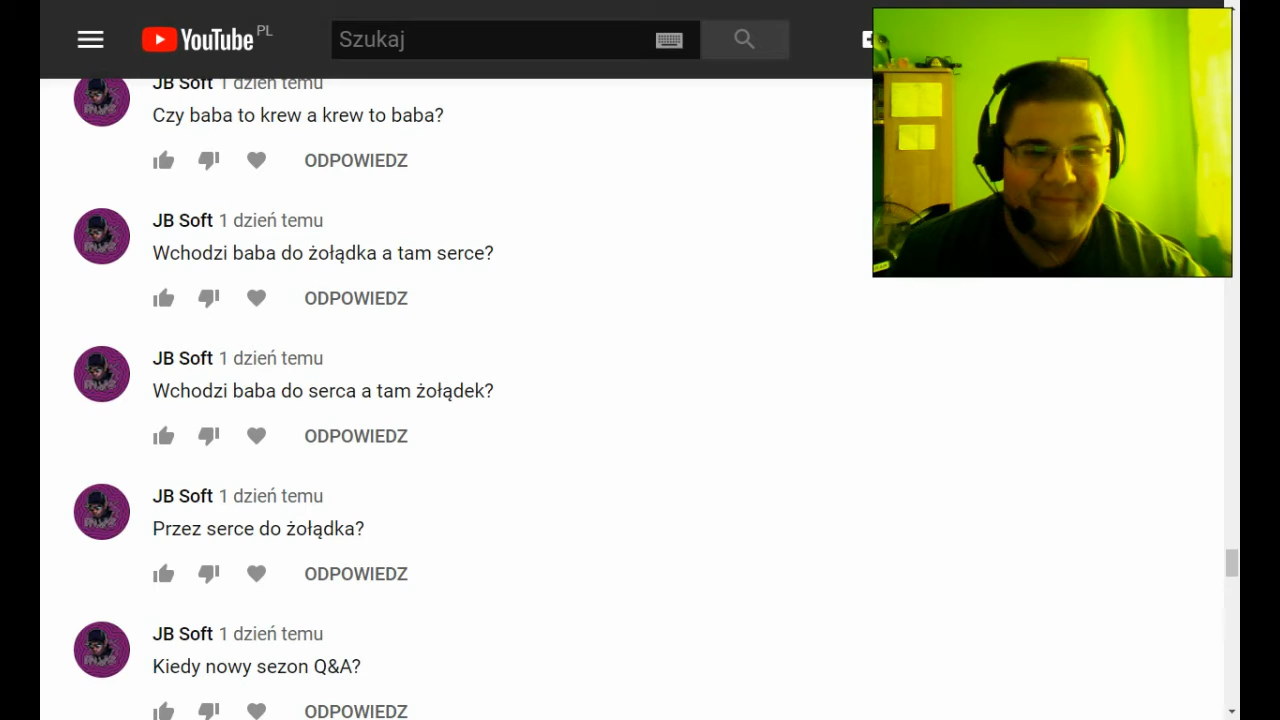 YouTube PL
Szukaj
JB Soft 1 dzień temu
Czy baba to krew a krew to baba?
ODPOWIEDZ
JB Soft 1 dzień temu
Wchodzi baba do żołądka a tam serce?
ODPOWIEDZ
JB Soft 1 dzień temu
Wchodzi baba do serca a tam żołądek?
ODPOWIEDZ
JB Soft 1 dzień temu
Przez serce do żołądka?
ODPOWIEDZ
JB Soft 1 dzień temu
Kiedy nowy sezon Q&A?
ODPOWIEDZ